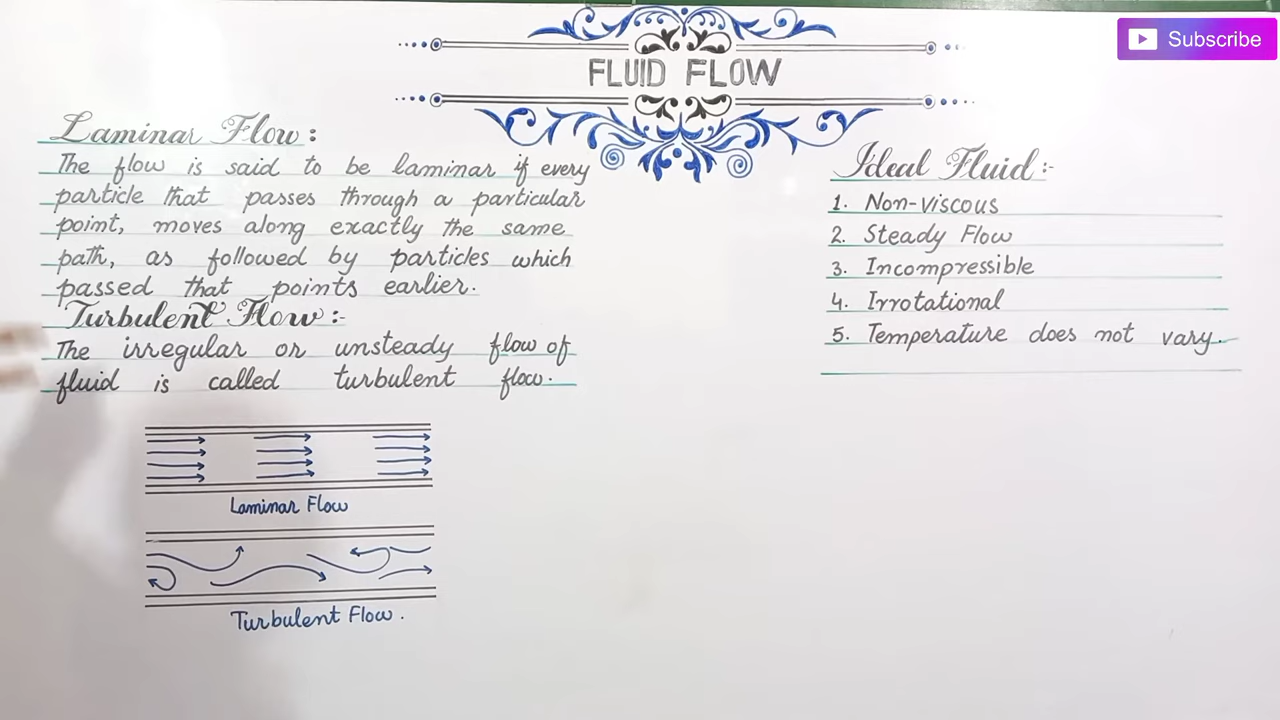 Subscribe
FLUID FLOW
Laminar Flow:
The flow is said to be laminar if every
particle that passes through a particular
point, moves along exactly the same
path, as followed by particles which
passed that points earlier.
Turbulent Flow:-
The irregular or unsteady flow of
fluid is called turbulent flow.
Laminar Flow
Turbulent Flow.
Ideal Fluid:-
1. Non-viscous
2. Steady Flow
3. Incompressible
4. Irrotational
5. Temperature does not vary.